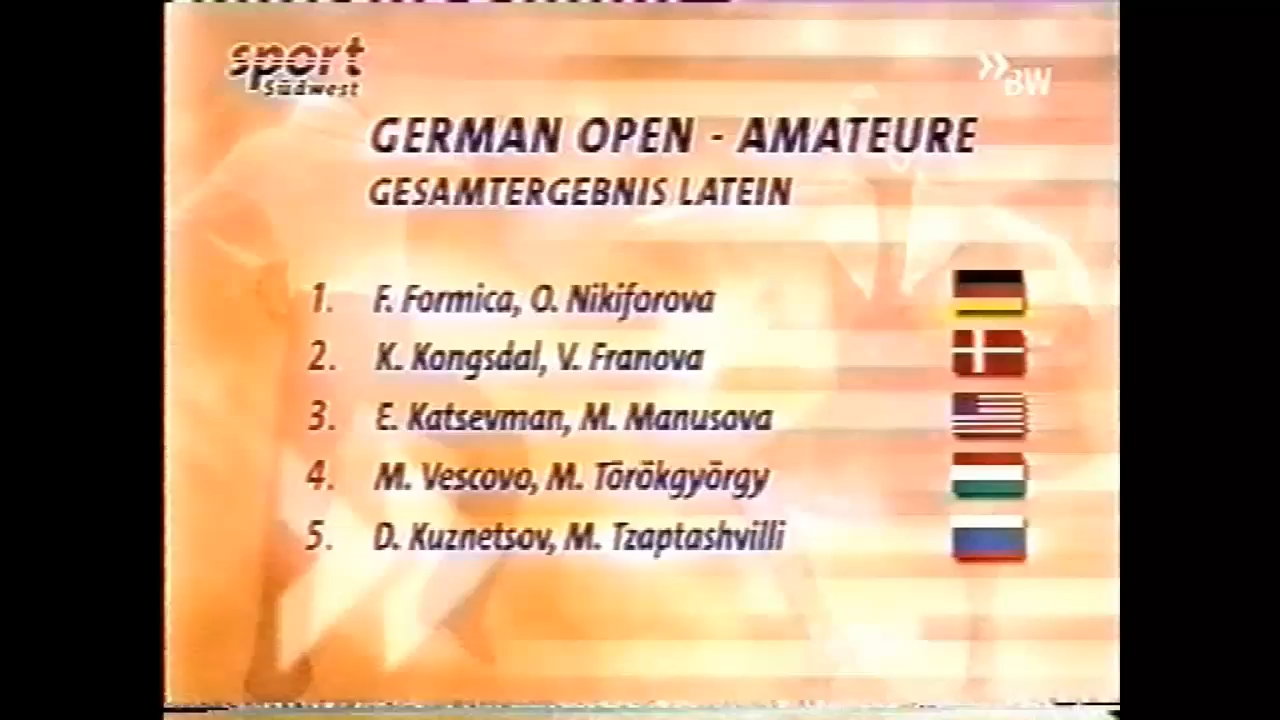 sport
Südwest
BW
GERMAN OPEN - AMATEURE
GESAMTERGEBNIS LATEIN
1. F. Formica, O. Nikiforova
2. K. Kongsdal, V. Franova
3. E. Katsevman, M. Manusova
4. M. Vescovo, M. Törökgyörgy
5. D. Kuznetsov, M. Tzaptashvilli